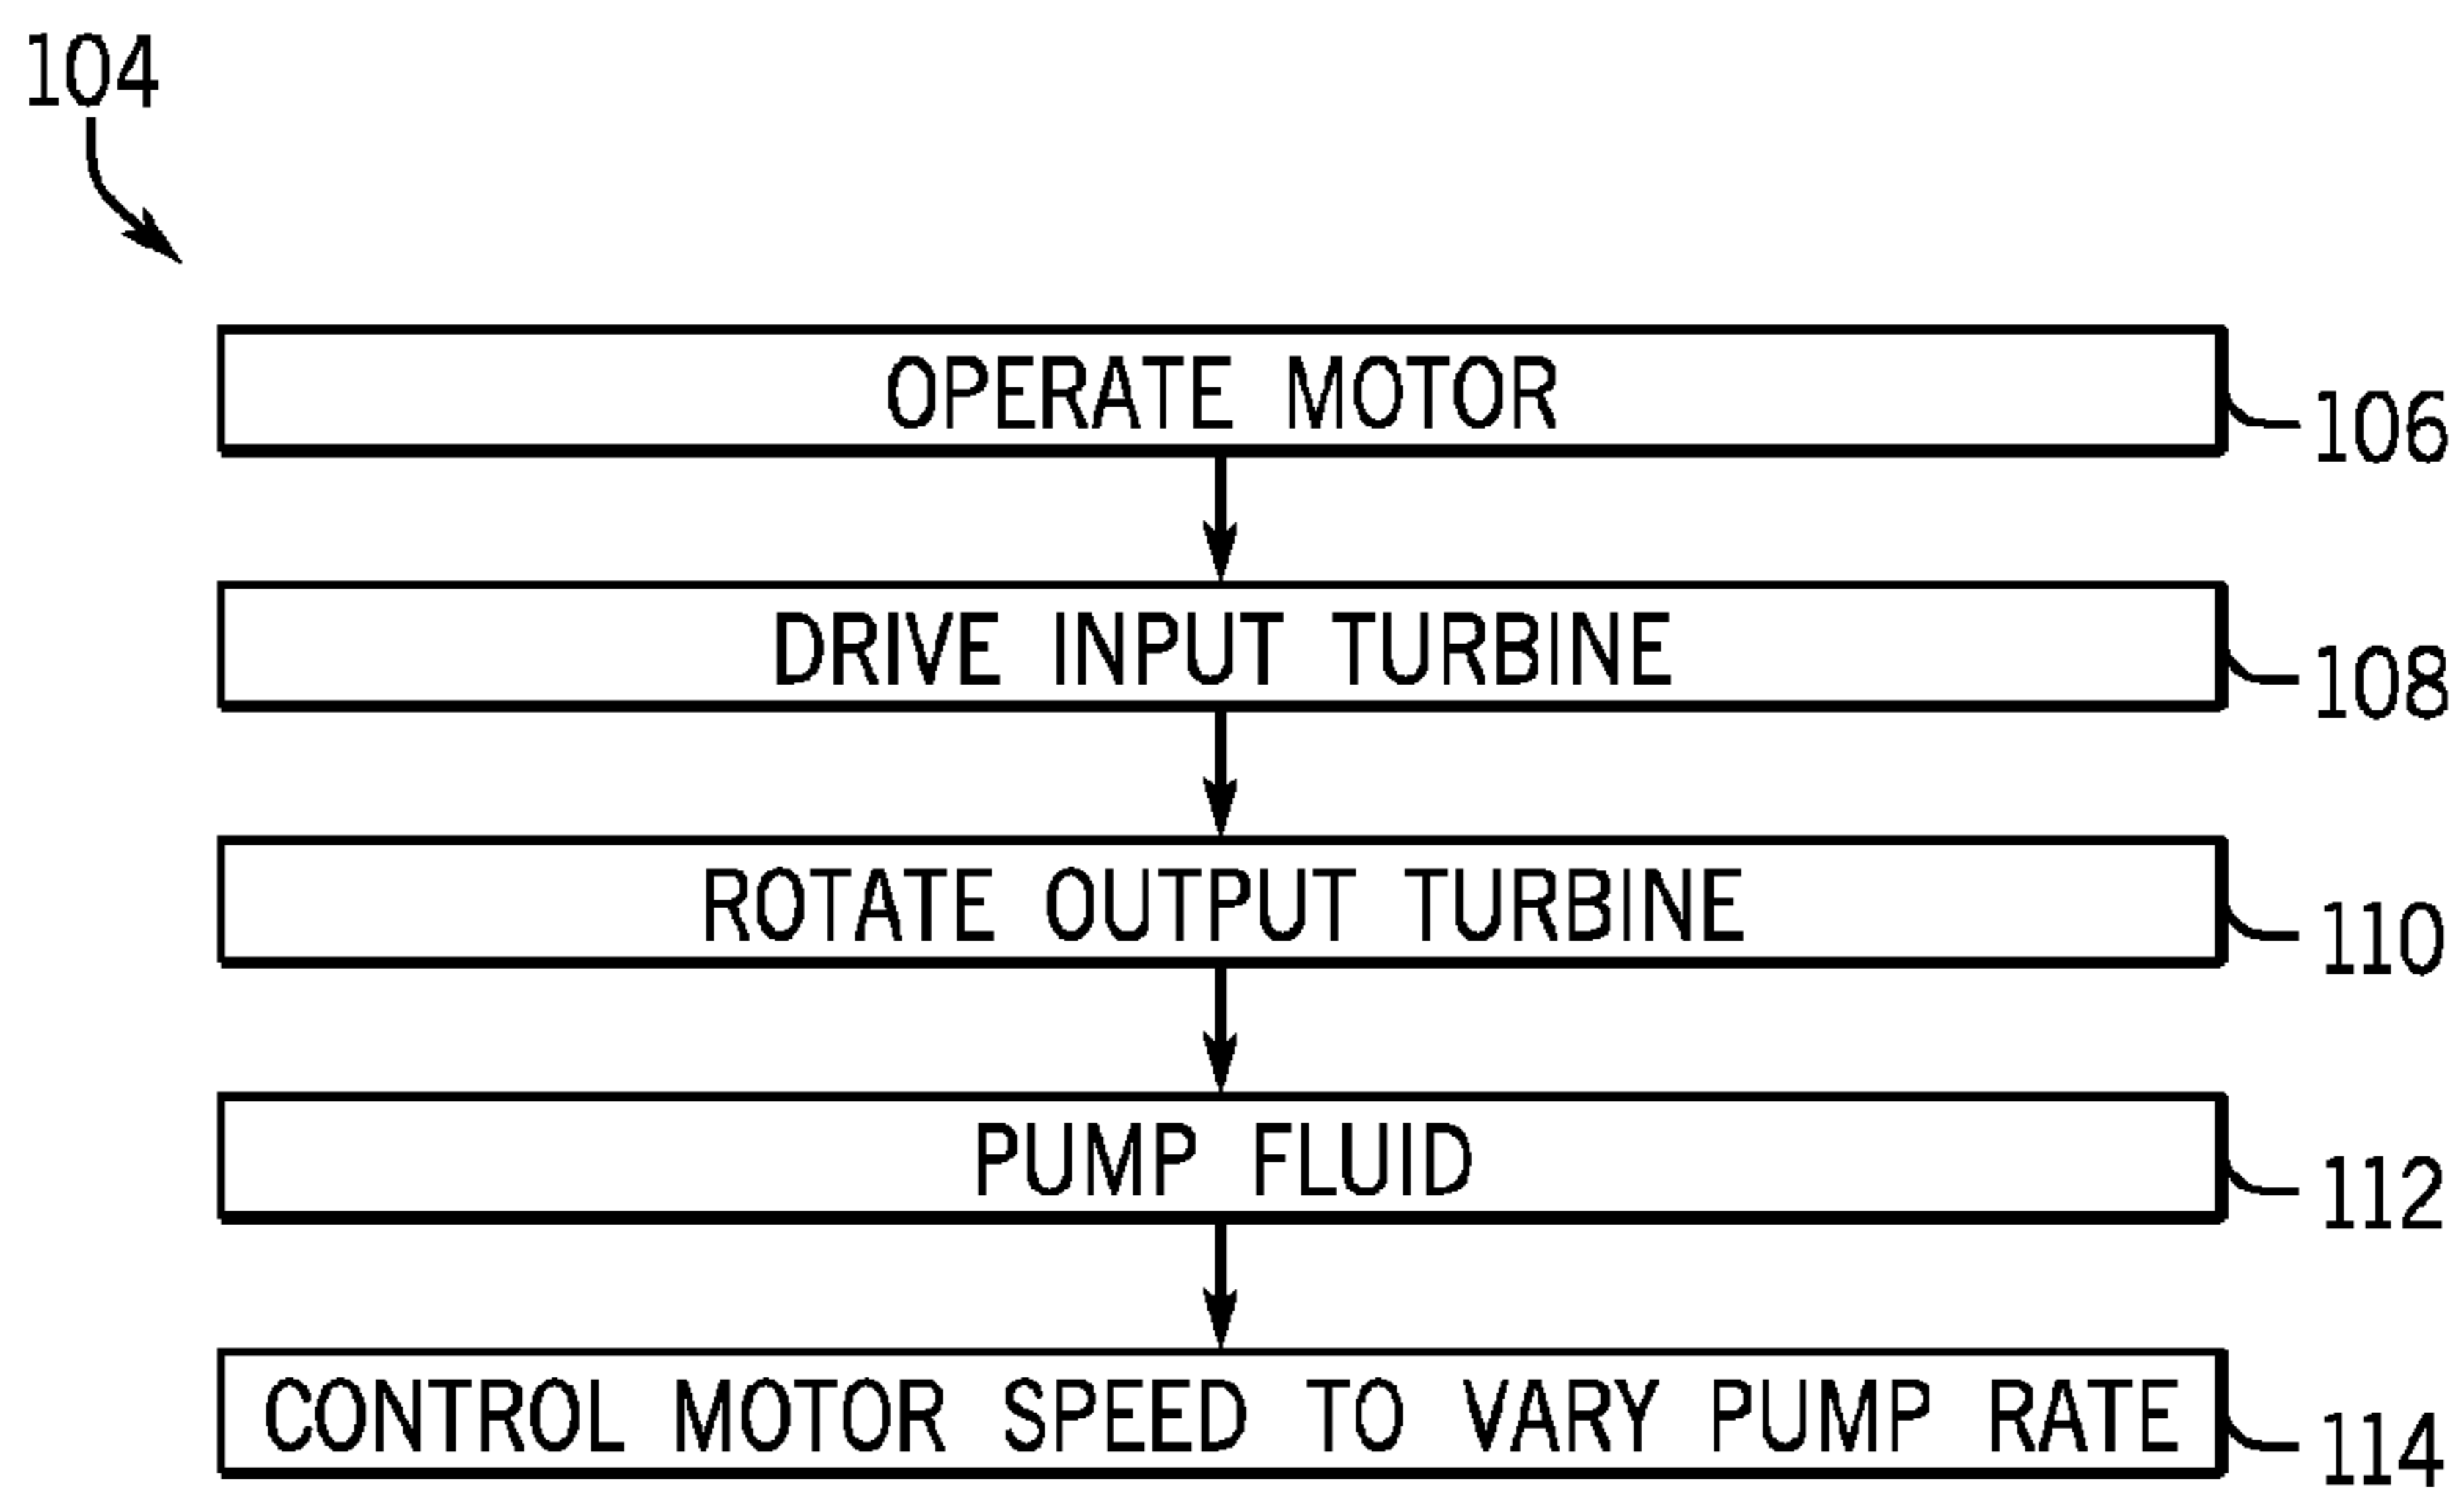 104
OPERATE MOTOR
106
DRIVE INPUT TURBINE
108
ROTATE OUTPUT TURBINE
110
PUMP FLUID
112
CONTROL MOTOR SPEED TO VARY PUMP RATE
114